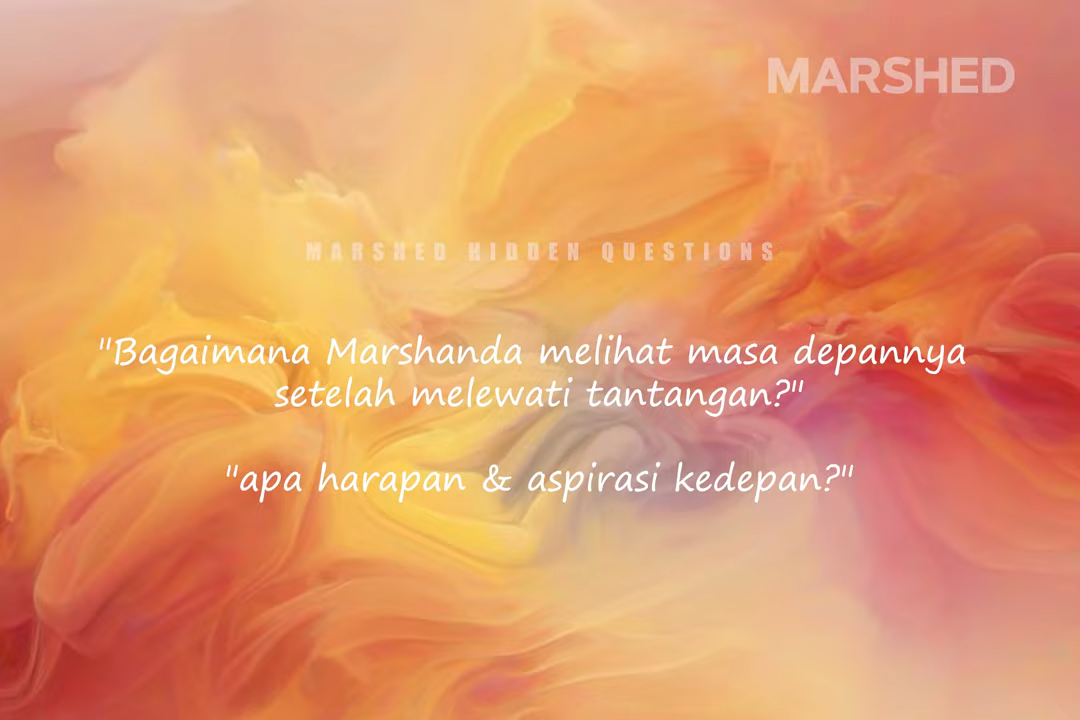 MARSHED
MARSHED HIDDEN QUESTIONS
"Bagaimana Marshanda melihat masa depannya
setelah melewati tantangan?"
"apa harapan & aspirasi kedepan?"